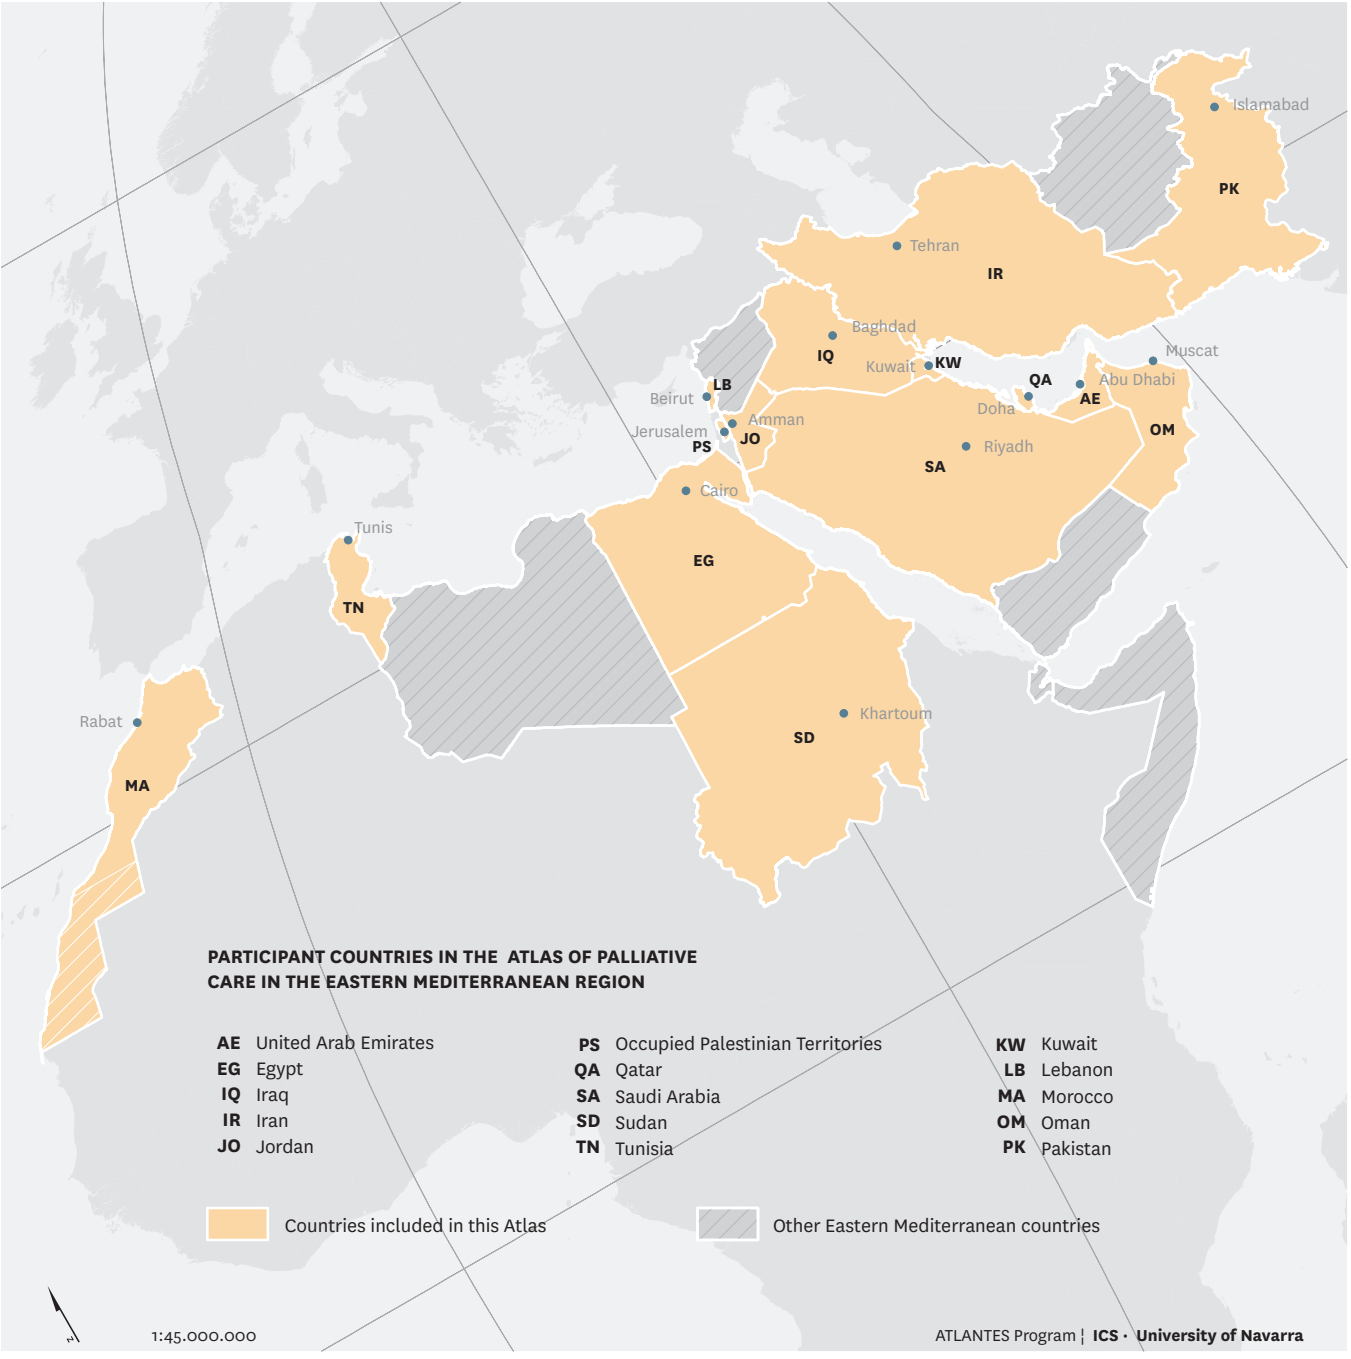 Islamabad
PK
Tehran
IR
Baghdad
IQ
Kuwait
KW
Muscat
QA
Abu Dhabi
AE
Doha
LB
Beirut
Amman
Jerusalem
JO
PS
OM
Riyadh
SA
Cairo
Tunis
EG
TN
Khartoum
SD
Rabat
MA
PARTICIPANT COUNTRIES IN THE ATLAS OF PALLIATIVE
CARE IN THE EASTERN MEDITERRANEAN REGION
AE United Arab Emirates
EG Egypt
IQ Iraq
IR Iran
JO Jordan
PS Occupied Palestinian Territories
QA Qatar
SA Saudi Arabia
SD Sudan
TN Tunisia
KW Kuwait
LB Lebanon
MA Morocco
OM Oman
PK Pakistan
Countries included in this Atlas
Other Eastern Mediterranean countries
N
1:45.000.000
ATLANTES Program ¦ ICS · University of Navarra